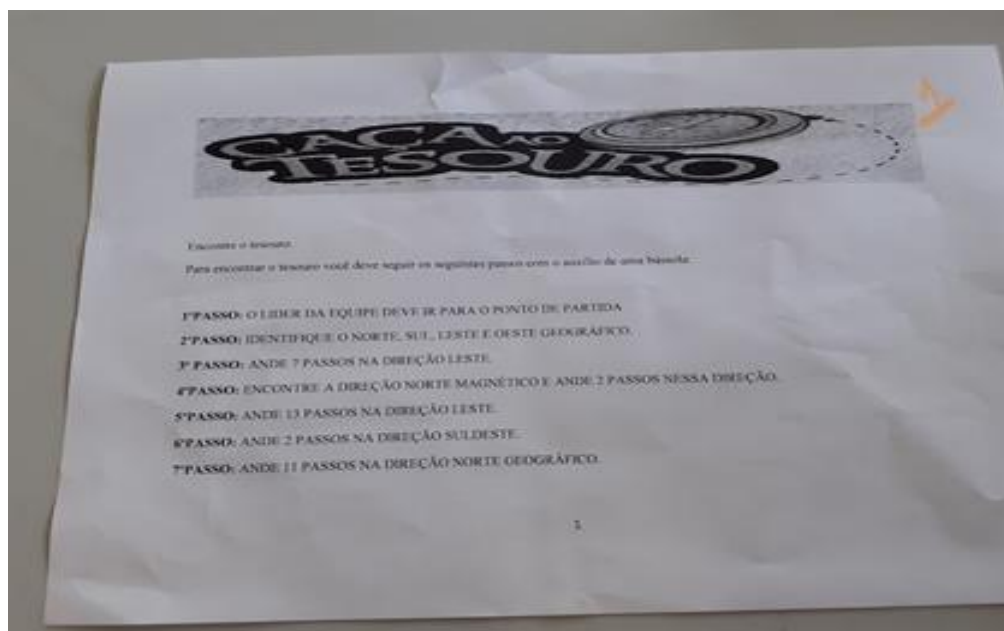 1
CAÇA AO
TESOURO
Encontre o tesouro.
Para encontrar o tesouro você deve seguir os seguintes passos com o auxílio de uma bússola:
1ºPASSO: O LIDER DA EQUIPE DEVE IR PARA O PONTO DE PARTIDA
2ºPASSO: IDENTIFIQUE O NORTE, SUL, LESTE E OESTE GEOGRÁFICO.
3º PASSO: ANDE 7 PASSOS NA DIREÇÃO LESTE.
4ºPASSO: ENCONTRE A DIREÇÃO NORTE MAGNÉTICO E ANDE 2 PASSOS NESSA DIREÇÃO.
5ºPASSO: ANDE 13 PASSOS NA DIREÇÃO LESTE.
6ºPASSO: ANDE 2 PASSOS NA DIREÇÃO SULDESTE.
7ºPASSO: ANDE 11 PASSOS NA DIREÇÃO NORTE GEOGRÁFICO.
1